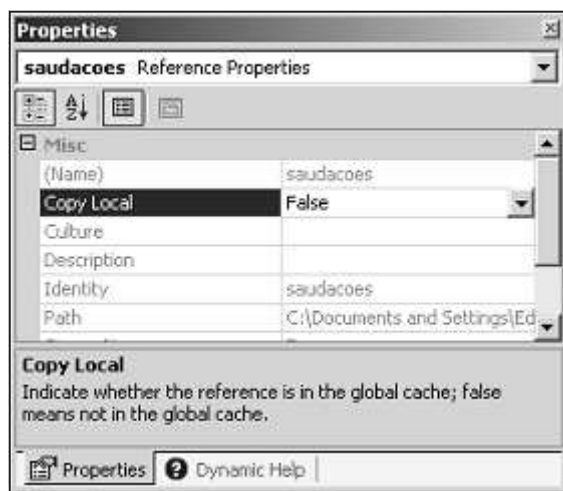 Properties
saudacoes Reference Properties
Misc
(Name) saudacoes
Copy Local False
Culture
Description
Identity saudacoes
Path C:\Documents and Settings\Ed
Copy Local
Indicate whether the reference is in the global cache; false
means not in the global cache.
Properties Dynamic Help